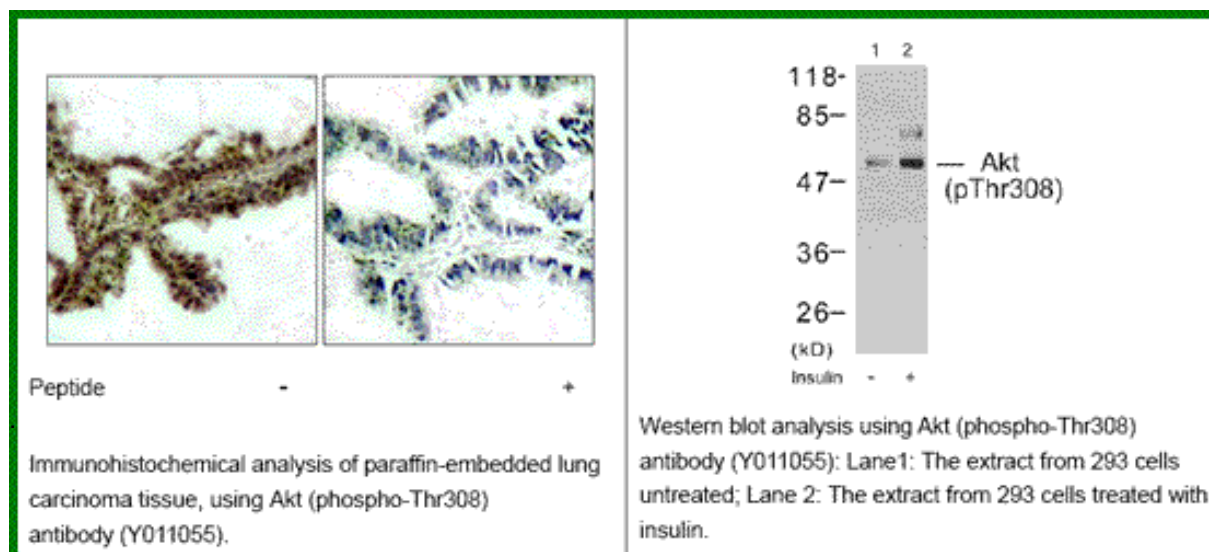 Peptide - +
Immunohistochemical analysis of paraffin-embedded lung
carcinoma tissue, using Akt (phospho-Thr308)
antibody (Y011055).
1 2
118-
85-
Akt
(pThr308)
47-
36-
26-
(kD)
Insulin - +
Western blot analysis using Akt (phospho-Thr308)
antibody (Y011055): Lane1: The extract from 293 cells
untreated; Lane 2: The extract from 293 cells treated with
insulin.